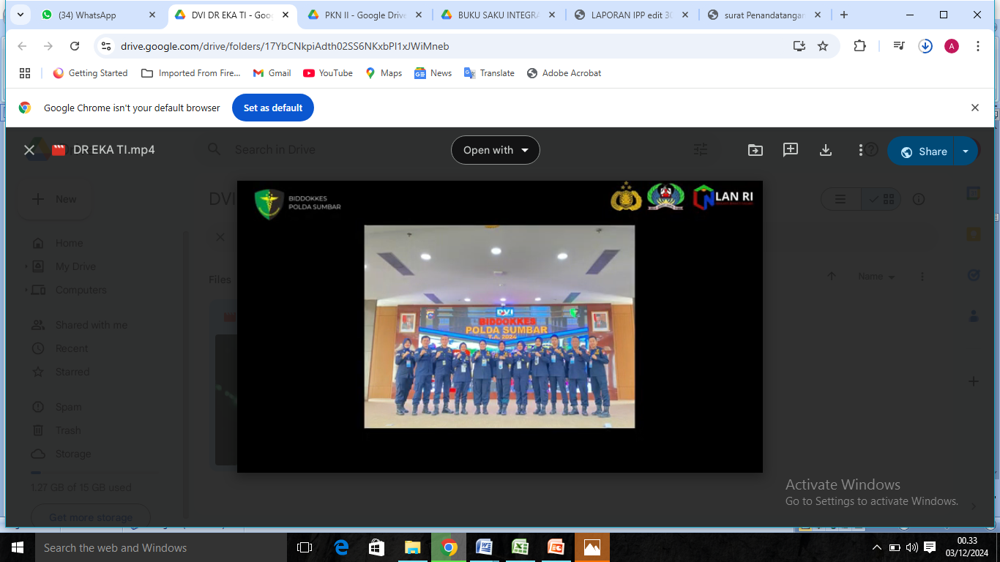 (34) WhatsApp
DVI DR EKA TI - Goo
PKN II - Google Drive
BUKU SAKU INTEGRA
LAPORAN IPP edit 30
surat Penandatangan
drive.google.com/drive/folders/17YbCNkpiAdth02SS6NKxbPI1xJWiMneb
A
Getting Started
Imported From Fire...
Gmail
YouTube
Maps
News
Translate
Adobe Acrobat
Google Chrome isn't your default browser
Set as default
DR EKA TI.mp4
Search in Drive
Open with
Share
New
DVI
Home
My Drive
Computers
Shared with me
Recent
Starred
Spam
Trash
Storage
1.27 GB of 15 GB used
Get more storage
Files
Name
BIDDOKKES
POLDA SUMBAR
LAN RI
DVI
BIDDOKKES
POLDA SUMBAR
T.A. 2024
Activate Windows
Go to Settings to activate Windows.
Search the web and Windows
00.33
03/12/2024